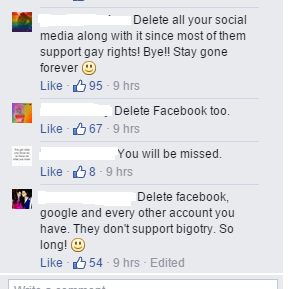 Delete all your social
media along with it since most of them
support gay rights! Bye!! Stay gone
forever
Like · 95 · 9 hrs
Delete Facebook too.
Like · 67 · 9 hrs
You will be missed.
Like · 8 · 9 hrs
Delete facebook,
google and every other account you
have. They don't support bigotry. So
long!
Like · 54 · 9 hrs · Edited
Write a comment